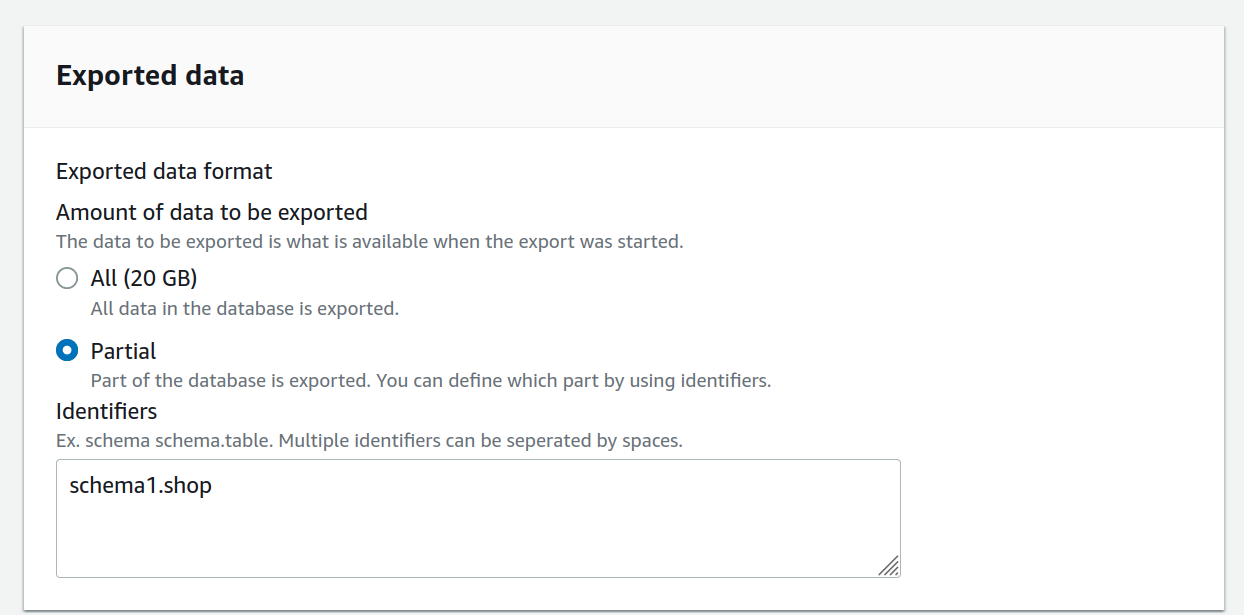 Exported data
Exported data format
Amount of data to be exported
The data to be exported is what is available when the export was started.
All (20 GB)
All data in the database is exported.
Partial
Part of the database is exported. You can define which part by using identifiers.
Identifiers
Ex. schema schema.table. Multiple identifiers can be seperated by spaces.
schema1.shop